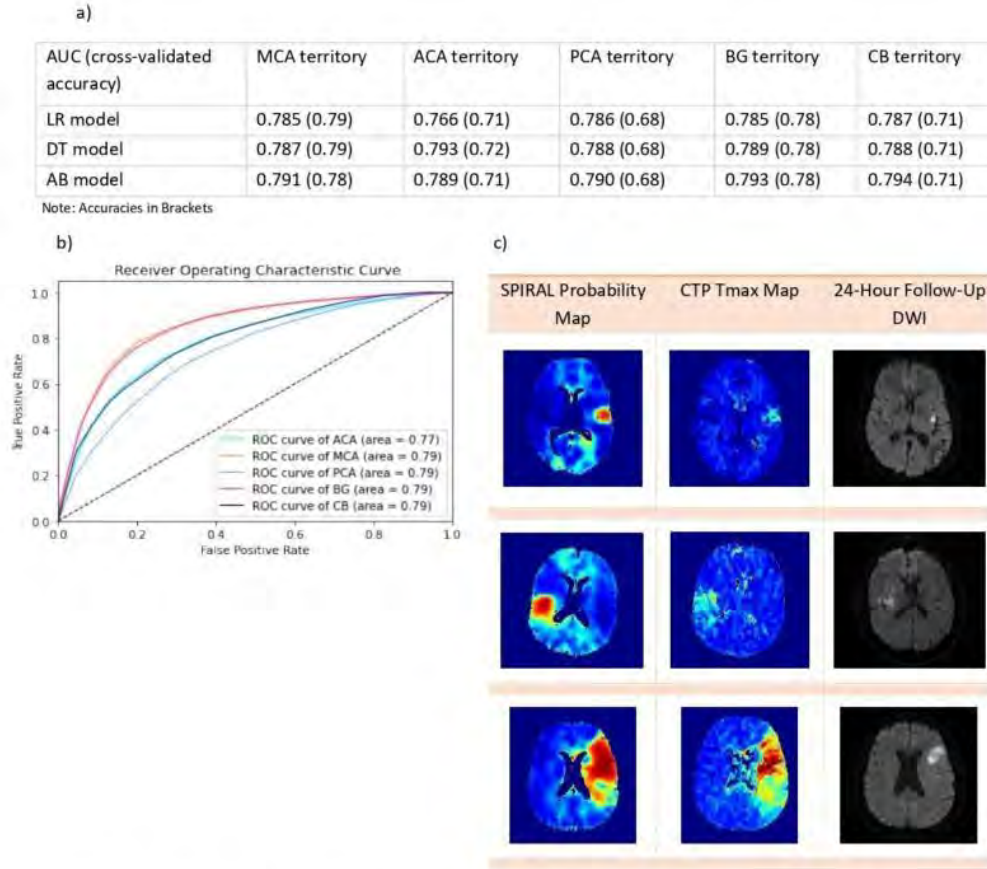 a)
AUC (cross-validated accuracy) MCA territory ACA territory PCA territory BG territory CB territory
LR model 0.785 (0.79) 0.766 (0.71) 0.786 (0.68) 0.785 (0.78) 0.787 (0.71)
DT model 0.787 (0.79) 0.793 (0.72) 0.788 (0.68) 0.789 (0.78) 0.788 (0.71)
AB model 0.791 (0.78) 0.789 (0.71) 0.790 (0.68) 0.793 (0.78) 0.794 (0.71)
Note: Accuracies in Brackets
b)
Receiver Operating Characteristic Curve
True Positive Rate
1.0
0.8
0.6
0.4
0.2
0.0
ROC curve of ACA (area = 0.77)
ROC curve of MCA (area = 0.79)
ROC curve of PCA (area = 0.79)
ROC curve of BG (area = 0.79)
ROC curve of CB (area = 0.79)
0.0 0.2 0.4 0.6 0.8 1.0
False Positive Rate
c)
SPIRAL Probability Map CTP Tmax Map 24-Hour Follow-Up DWI